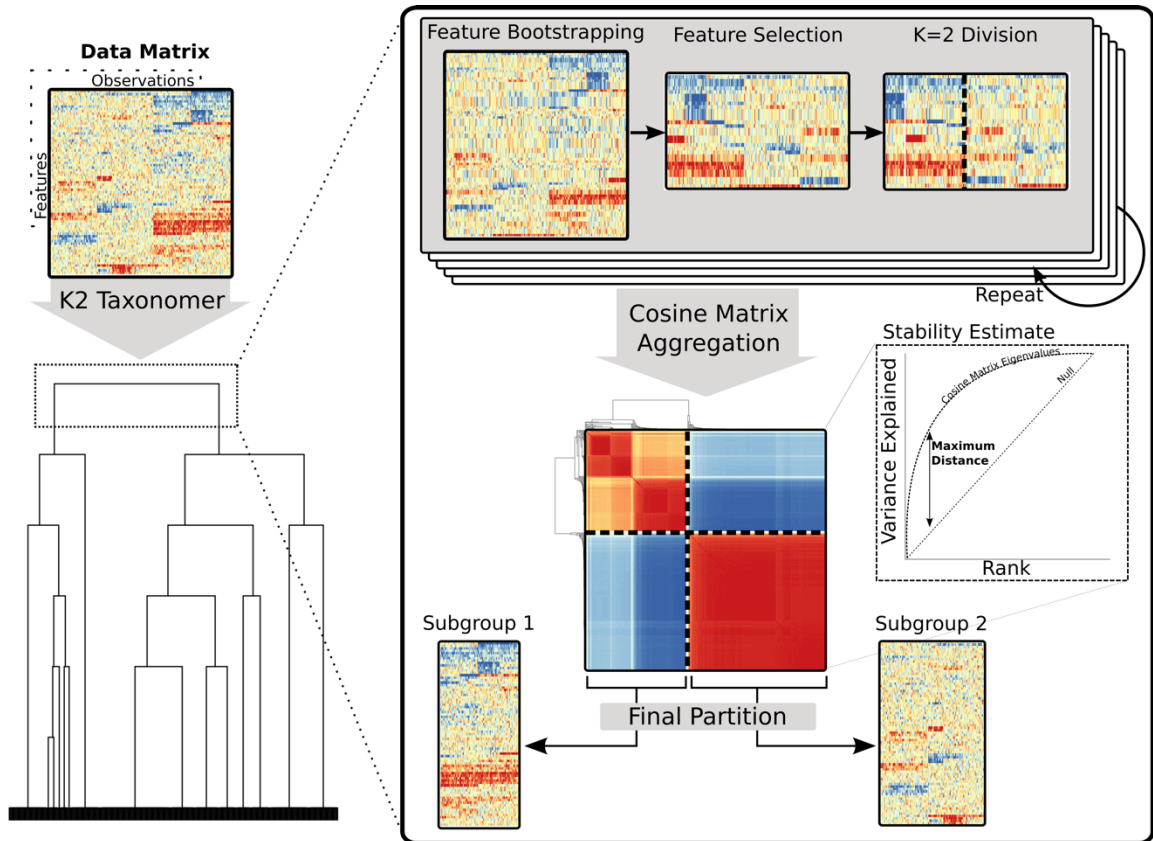 Data Matrix
Observations
Features
K2 Taxonomer
Feature Bootstrapping
Feature Selection
K=2 Division
Repeat
Cosine Matrix
Aggregation
Stability Estimate
Variance Explained
Cosine Matrix Eigenvalues
Null
Maximum
Distance
Rank
Subgroup 1
Subgroup 2
Final Partition